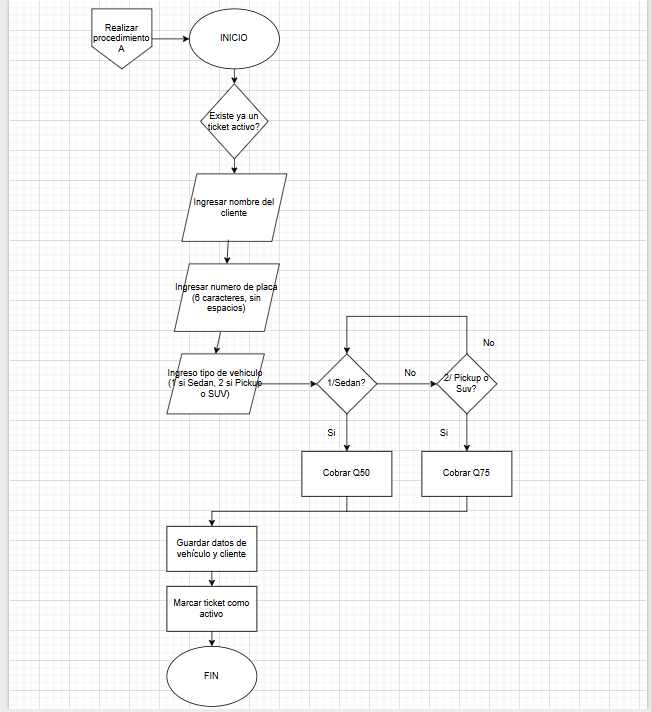 Realizar
procedimiento
A
INICIO
Existe ya un
ticket activo?
Ingresar nombre del
cliente
Ingresar numero de placa
(6 caracteres, sin
espacios)
Ingreso tipo de vehiculo
(1 si Sedan, 2 si Pickup
o SUV)
1/Sedan?
No
2/ Pickup o
Suv?
No
Si
Si
Cobrar Q50
Cobrar Q75
Guardar datos de
vehículo y cliente
Marcar ticket como
activo
FIN